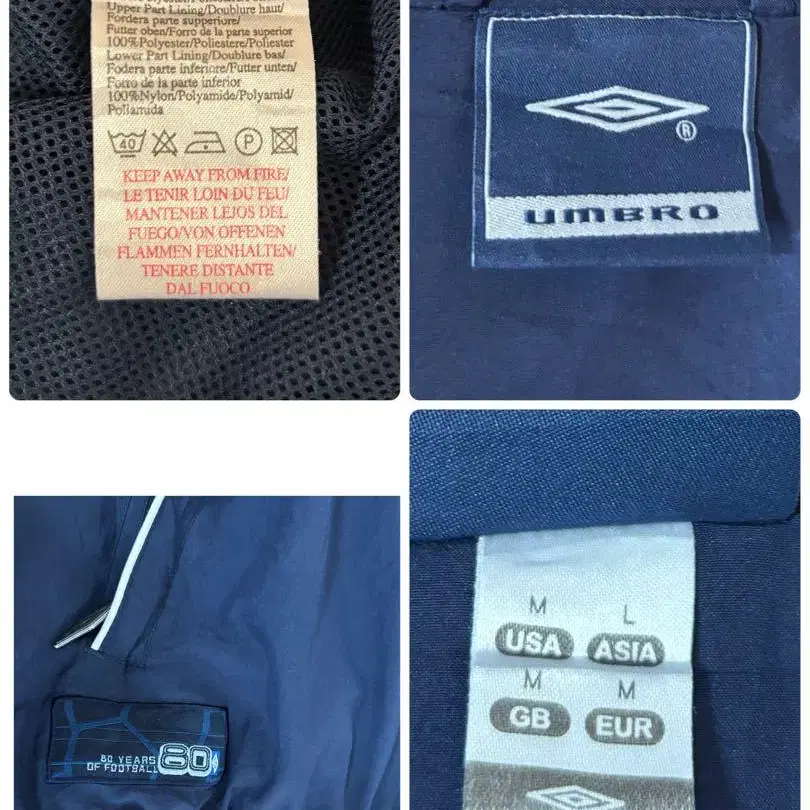 Upper Part Lining/Doublure haut/
Fodera parte supperiore/
Futter oben/Forro de la parte superior
100%Polyester/Poliestere/Poliester
Lower Part Lining/Doublure bas/
Fodera parte inferiore/Futter unten/
Forro de la parte inferior
100%Nylon/Polyamide/Polyamid/
Poliamida
40
P
KEEP AWAY FROM FIRE/
LE TENIR LOIN DU FEU/
MANTENER LEJOS DEL
FUEGO/VON OFFENEN
FLAMMEN FERNHALTEN/
TENERE DISTANTE
DAL FUOCO
®
UMBRO
80 YEARS
OF FOOTBALL
80
M L
USA ASIA
M M
GB EUR